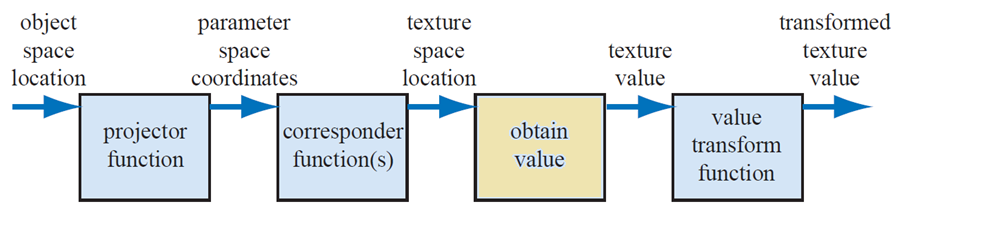 object
space
location
parameter
space
coordinates
texture
space
location
texture
value
transformed
texture
value
projector
function
corresponder
function(s)
obtain
value
value
transform
function